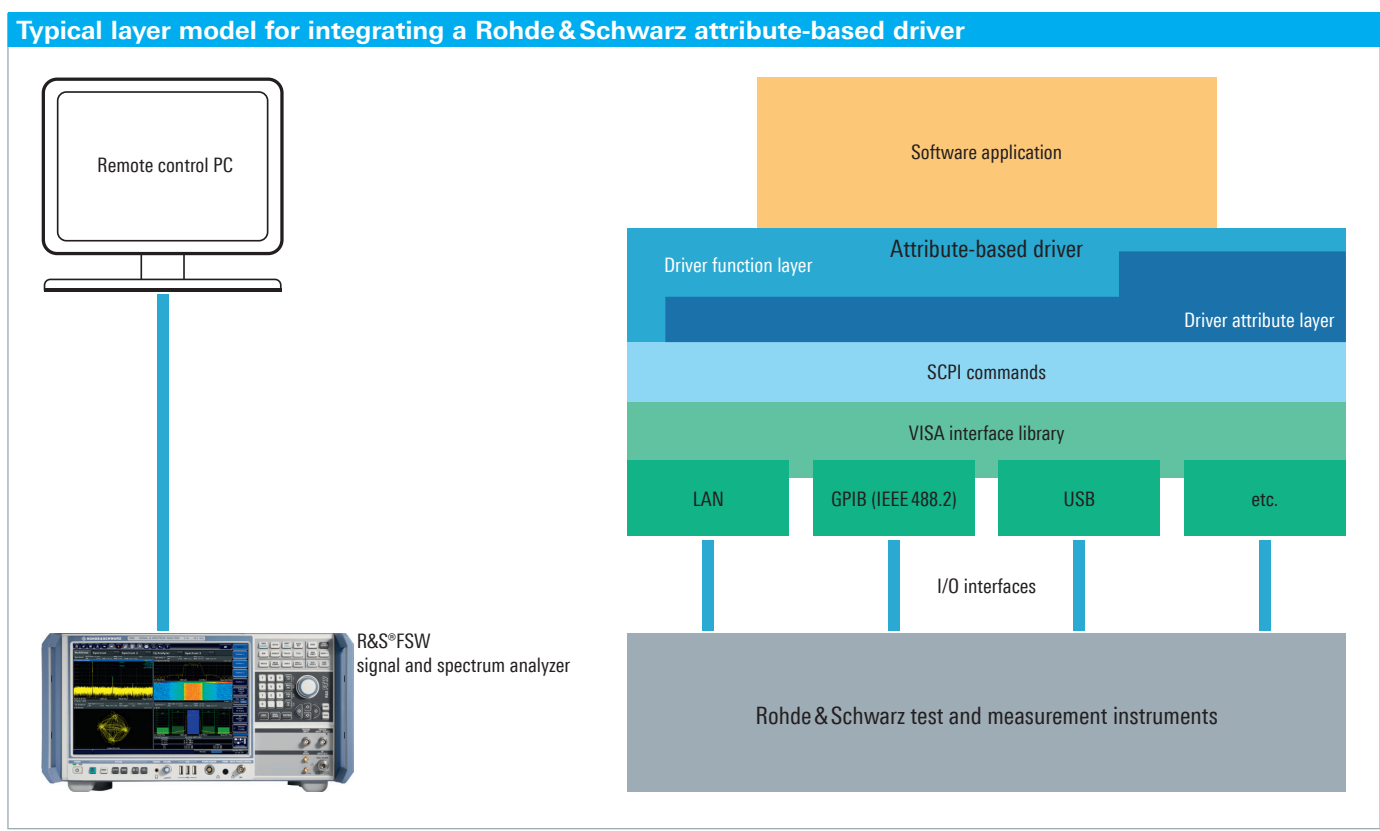 Typical layer model for integrating a Rohde & Schwarz attribute-based driver
Remote control PC
R&S®FSW
signal and spectrum analyzer
Software application
Attribute-based driver
Driver function layer
Driver attribute layer
SCPI commands
VISA interface library
LAN
GPIB (IEEE 488.2)
USB
etc.
I/O interfaces
Rohde & Schwarz test and measurement instruments